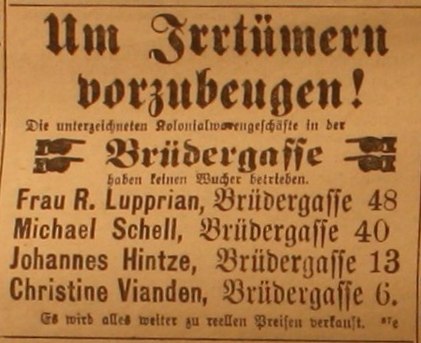 Um Irrtümern
vorzubeugen!
Die unterzeichneten Kolonialwarengeschäfte in der
Brüdergasse
haben keinen Wucher betrieben.
Frau R. Lupprian, Brüdergasse 48
Michael Schell, Brüdergasse 40
Johannes Hintze, Brüdergasse 13
Christine Vianden, Brüdergasse 6.
Es wird alles weiter zu reellen Preisen verkauft.